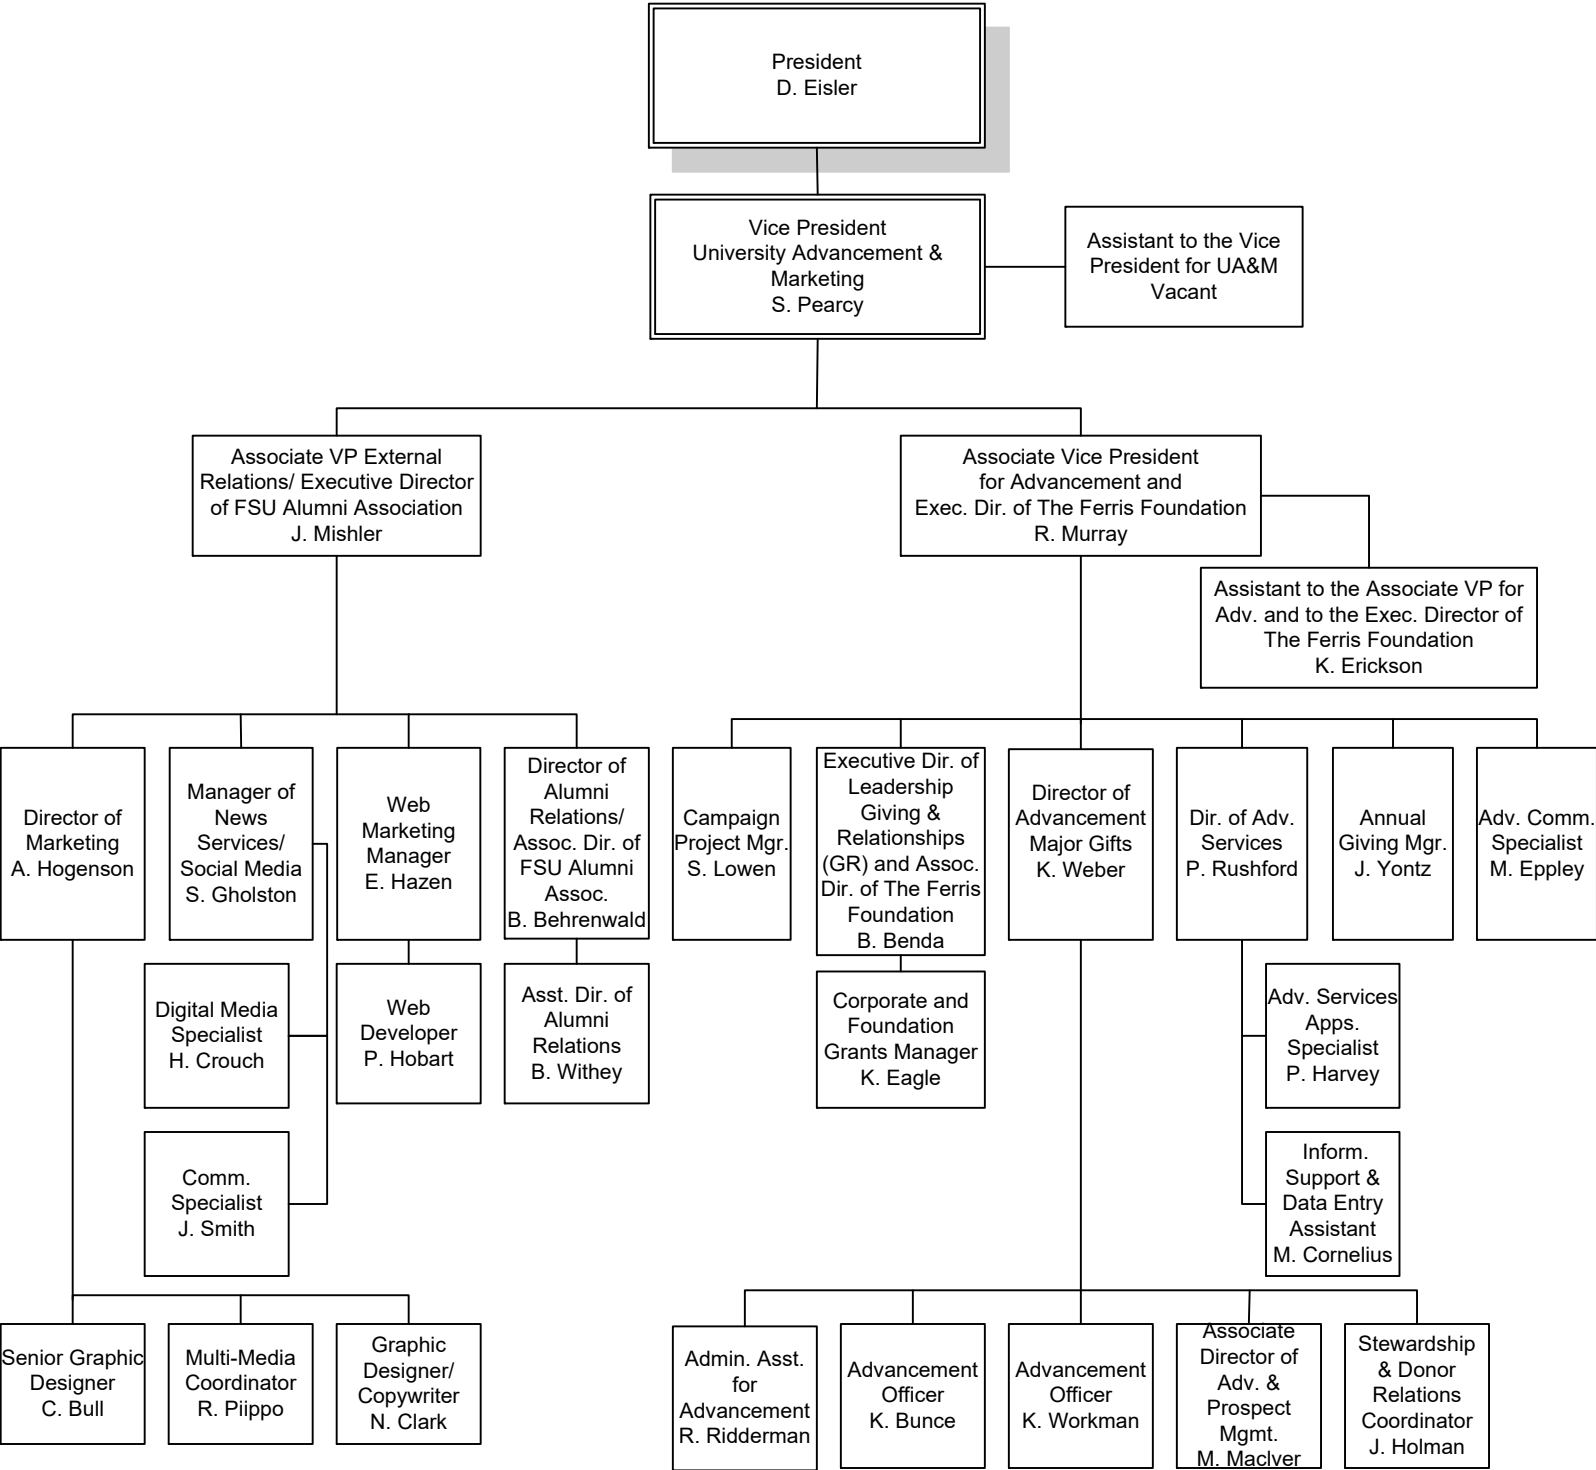 President
D. Eisler
Vice President
University Advancement &
Marketing
S. Pearcy
Assistant to the Vice
President for UA&M
Vacant
Associate VP External
Relations/ Executive Director
of FSU Alumni Association
J. Mishler
Associate Vice President
for Advancement and
Exec. Dir. of The Ferris Foundation
R. Murray
Assistant to the Associate VP for
Adv. and to the Exec. Director of
The Ferris Foundation
K. Erickson
Director of
Marketing
A. Hogenson
Manager of
News
Services/
Social Media
S. Gholston
Web
Marketing
Manager
E. Hazen
Director of
Alumni
Relations/
Assoc. Dir. of
FSU Alumni
Assoc.
B. Behrenwald
Campaign
Project Mgr.
S. Lowen
Executive Dir. of
Leadership
Giving &
Relationships
(GR) and Assoc.
Dir. of The Ferris
Foundation
B. Benda
Director of
Advancement
Major Gifts
K. Weber
Dir. of Adv.
Services
P. Rushford
Annual
Giving Mgr.
J. Yontz
Adv. Comm.
Specialist
M. Eppley
Digital Media
Specialist
H. Crouch
Web
Developer
P. Hobart
Asst. Dir. of
Alumni
Relations
B. Withey
Corporate and
Foundation
Grants Manager
K. Eagle
Adv. Services
Apps.
Specialist
P. Harvey
Comm.
Specialist
J. Smith
Inform.
Support &
Data Entry
Assistant
M. Cornelius
Senior Graphic
Designer
C. Bull
Multi-Media
Coordinator
R. Piippo
Graphic
Designer/
Copywriter
N. Clark
Admin. Asst.
for
Advancement
R. Ridderman
Advancement
Officer
K. Bunce
Advancement
Officer
K. Workman
Associate
Director of
Adv. &
Prospect
Mgmt.
M. MacIver
Stewardship
& Donor
Relations
Coordinator
J. Holman